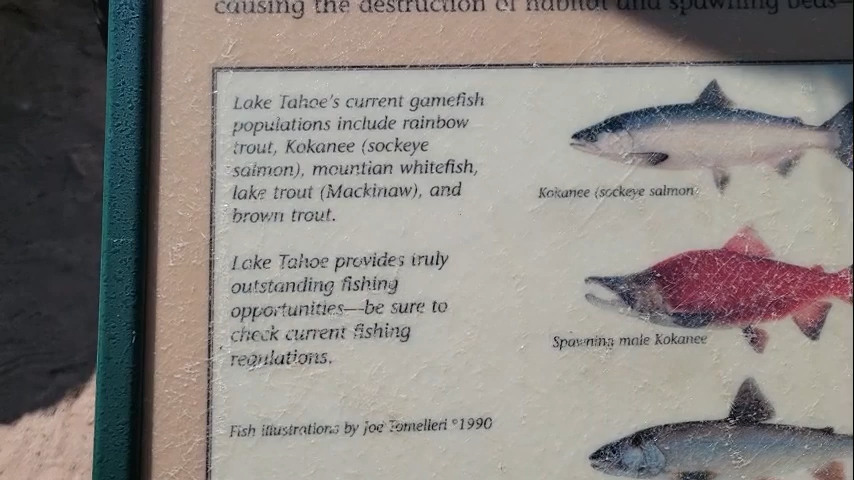 causing the destruction of habitat and spawning beds—
Lake Tahoe's current gamefish
populations include rainbow
trout, Kokanee (sockeye
salmon), mountian whitefish,
lake trout (Mackinaw), and
brown trout.
Kokanee (sockeye salmon)
Lake Tahoe provides truly
outstanding fishing
opportunities—be sure to
check current fishing
regulations.
Spawning male Kokanee
Fish illustrations by Joe Tomelleri ©1990